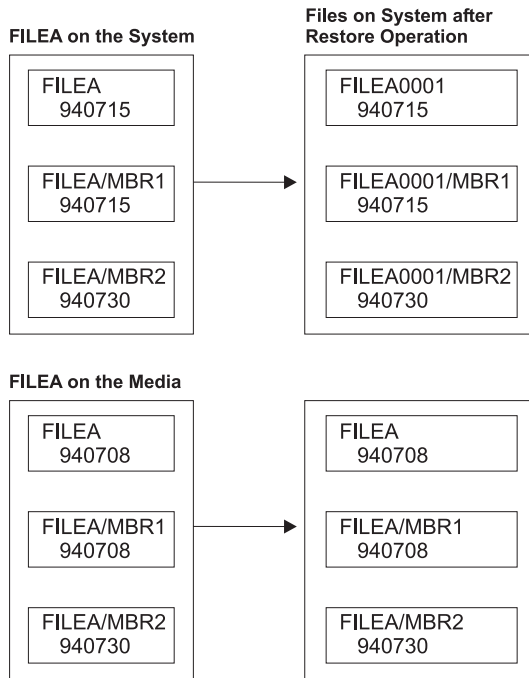 FILEA on the System
FILEA
940715
FILEA/MBR1
940715
FILEA/MBR2
940730
Files on System after
Restore Operation
FILEA0001
940715
FILEA0001/MBR1
940715
FILEA0001/MBR2
940730
FILEA on the Media
FILEA
940708
FILEA/MBR1
940708
FILEA/MBR2
940730
FILEA
940708
FILEA/MBR1
940708
FILEA/MBR2
940730